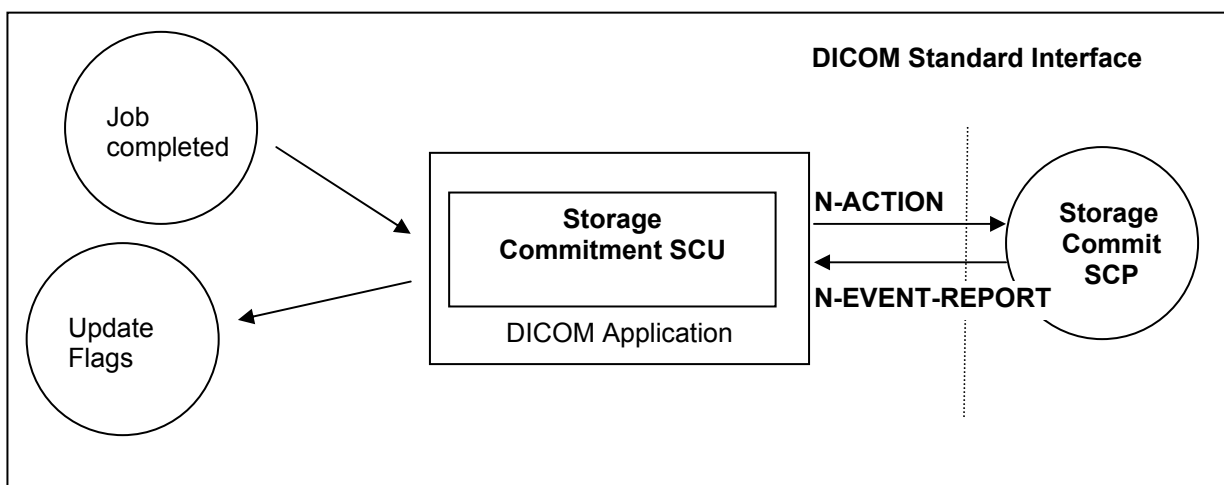 DICOM Standard Interface
Job
completed
Storage
Commitment SCU
DICOM Application
N-ACTION
N-EVENT-REPORT
Storage
Commit
SCP
Update
Flags